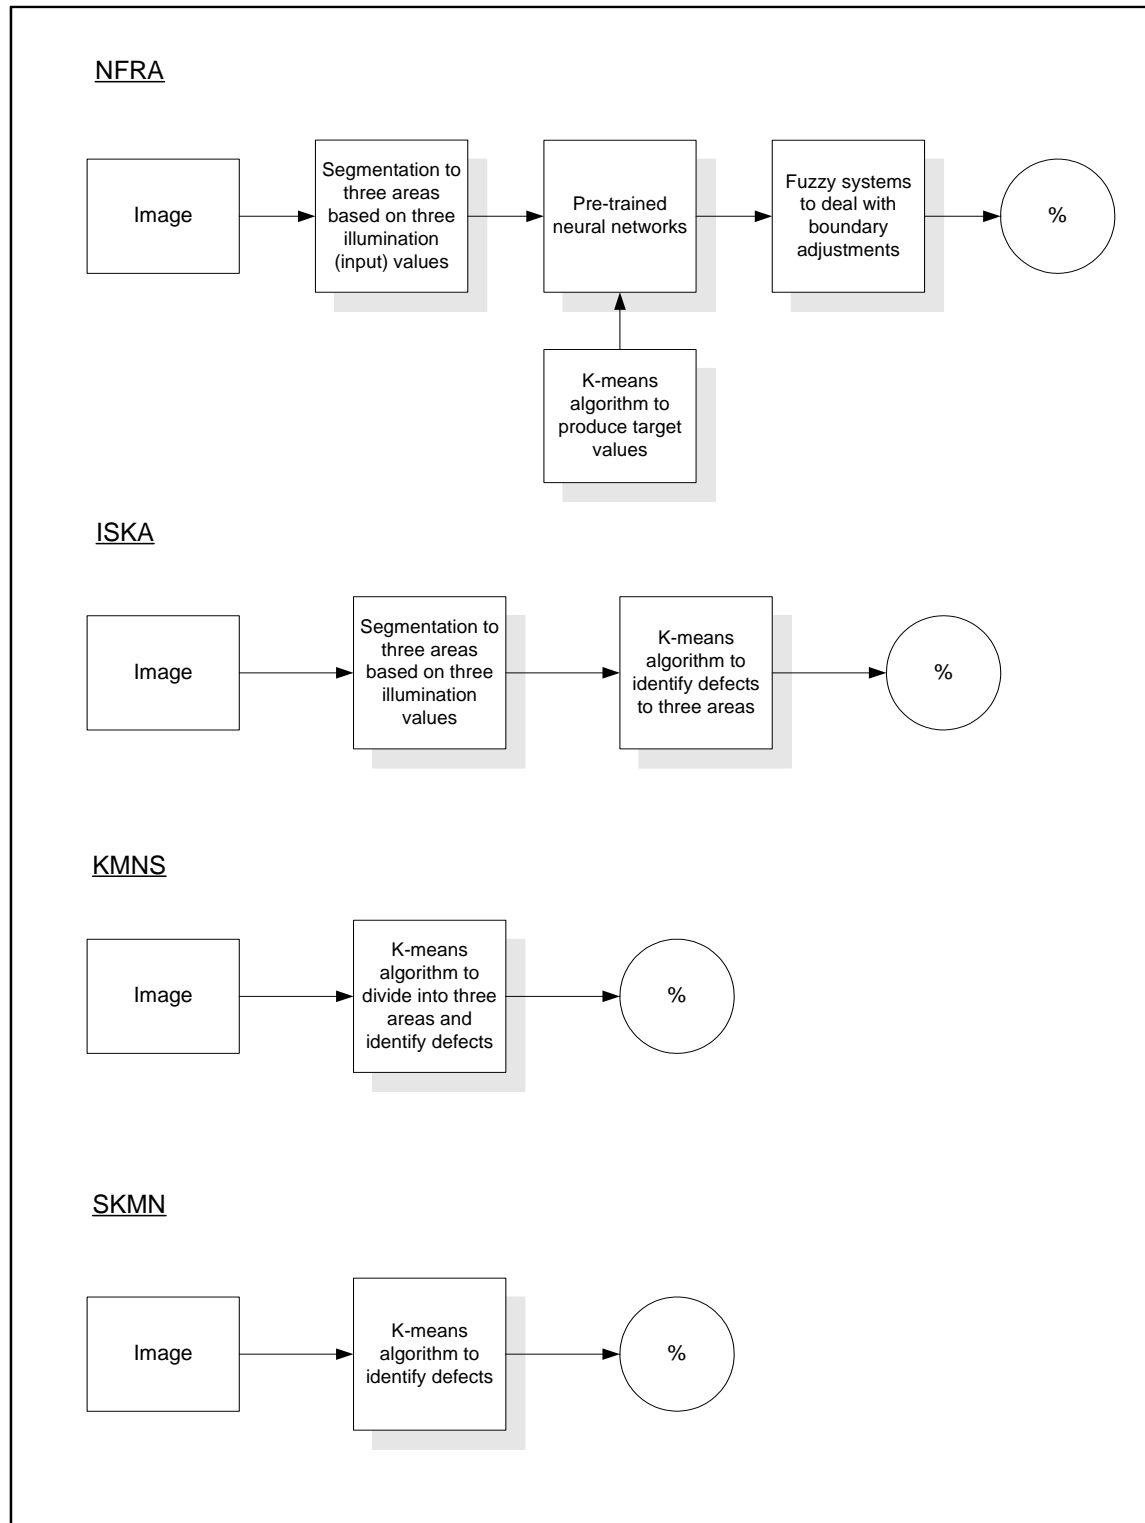 NFRA
Image
Segmentation to
three areas
based on three
illumination
(input) values
Pre-trained
neural networks
Fuzzy systems
to deal with
boundary
adjustments
%
K-means
algorithm to
produce target
values
ISKA
Image
Segmentation to
three areas
based on three
illumination
values
K-means
algorithm to
identify defects
to three areas
%
KMNS
Image
K-means
algorithm to
divide into three
areas and
identify defects
%
SKMN
Image
K-means
algorithm to
identify defects
%